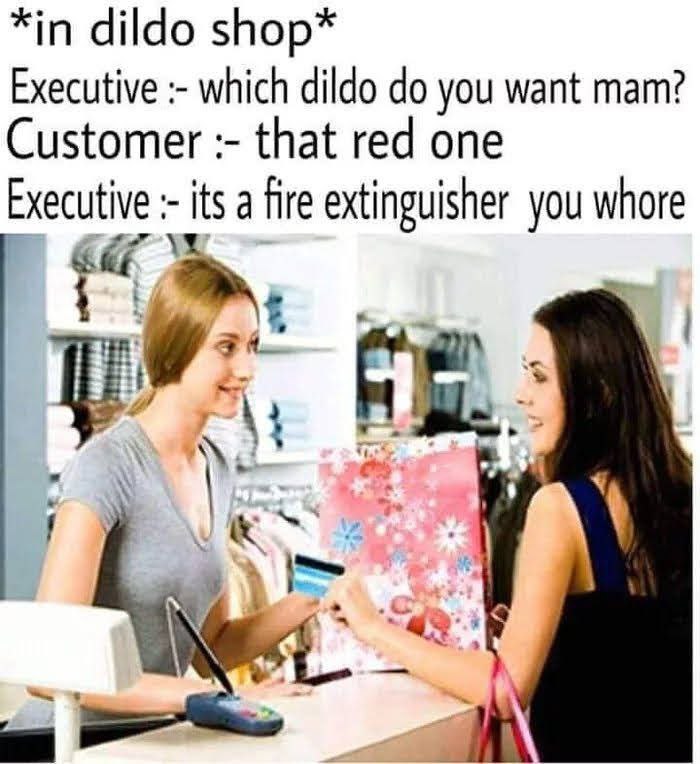 *in dildo shop*
Executive :- which dildo do you want mam?
Customer :- that red one
Executive :- its a fire extinguisher you whore